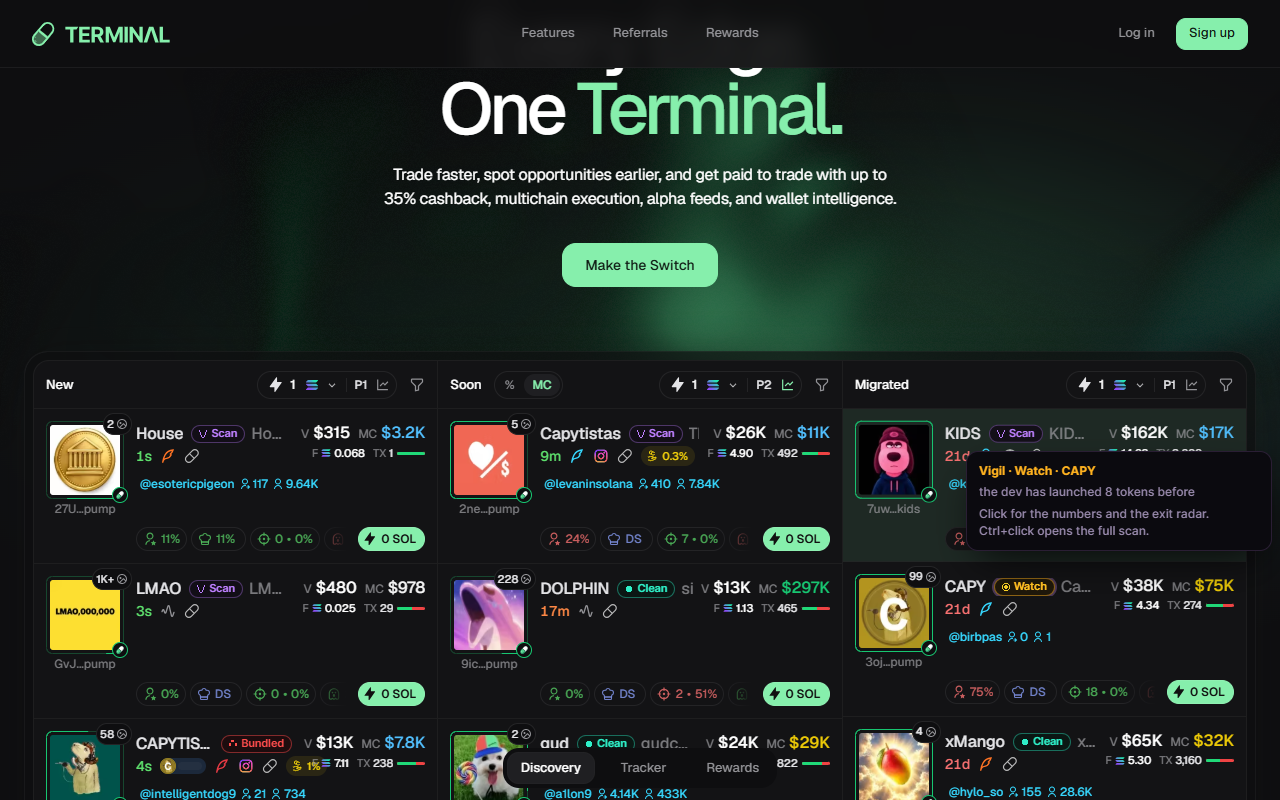 TERMINAL
Features
Referrals
Rewards
Log in
Sign up
One Terminal.
Trade faster, spot opportunities earlier, and get paid to trade with up to
35% cashback, multichain execution, alpha feeds, and wallet intelligence.
Make the Switch
New
1
P1
Soon
% MC
1
P2
Migrated
1
P1
2
House V Scan Ho... V $315 MC $3.2K
1s F 0.068 TX 1
@esotericpigeon 117 9.64K
27U...pump
11% 11% 0 • 0% 0 SOL
5
Capytistas V Scan V $26K MC $11K
9m 0.3% F 4.90 TX 492
@levaninsolana 410 7.84K
2ne...pump
24% DS 7 • 0% 0 SOL
KIDS V Scan KID... V $162K MC $17K
21d
7uw...kids
Vigil · Watch · CAPY
the dev has launched 8 tokens before
Click for the numbers and the exit radar.
Ctrl+click opens the full scan.
1K+
LMAO,000,000
LMAO V Scan LM... V $480 MC $978
3s F 0.025 TX 29
GvJ...pump
0% DS 0 • 0% 0 SOL
228
DOLPHIN Clean si V $13K MC $297K
17m F 1.13 TX 465
9ic...pump
0% DS 2 • 51% 0 SOL
99
C
CAPY Watch Ca... V $38K MC $75K
21d F 4.34 TX 274
@birbpas 0 1
3oj...pump
75% DS 18 • 0% 0 SOL
58
CAPYTIS... Bundled V $13K MC $7.8K
4s 1% 7.11 TX 238
@intelligentdog9 21 734
2
gud Clean gudc... V $24K MC $29K
822
@a1lon9 4.14K 433K
4
xMango Clean x... V $65K MC $32K
21d F 5.30 TX 3,160
@hylo_so 155 28.6K
Discovery
Tracker
Rewards